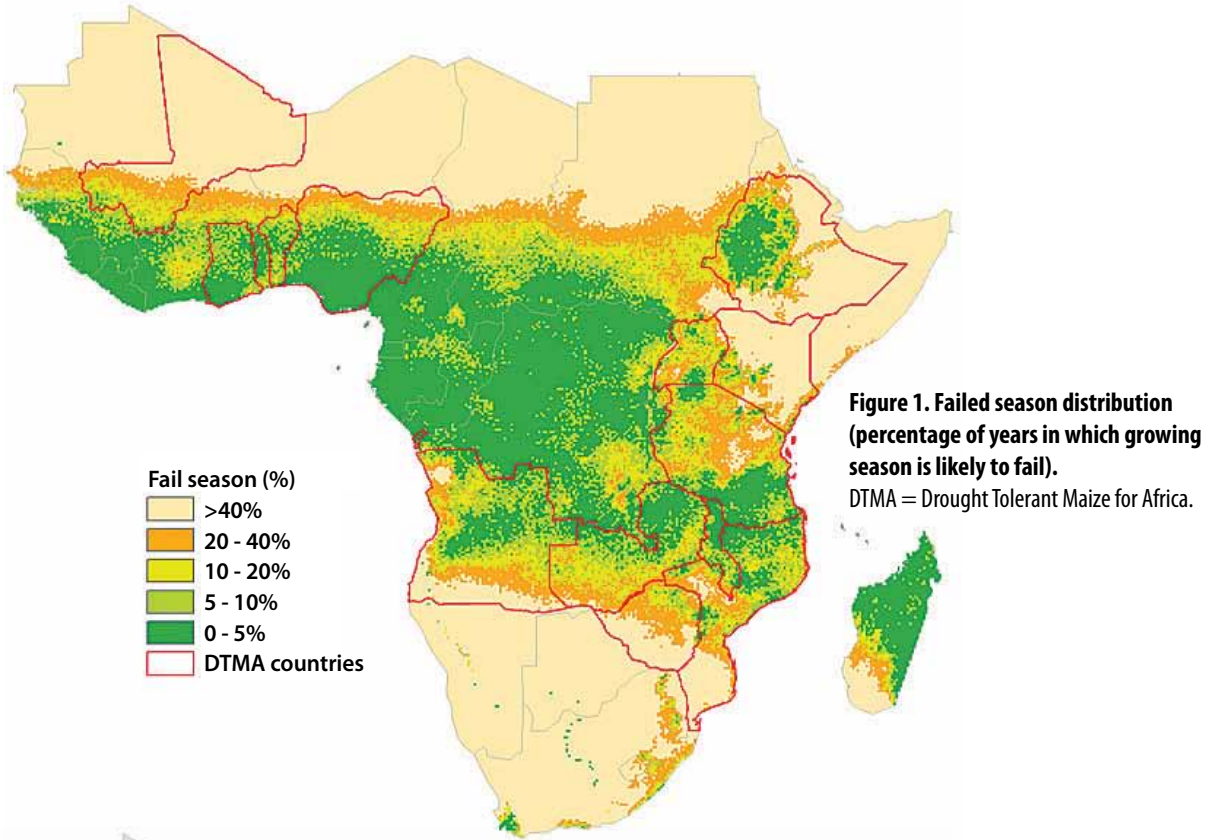 Fail season (%)
>40%
20 - 40%
10 - 20%
5 - 10%
0 - 5%
DTMA countries
Figure 1. Failed season distribution
(percentage of years in which growing
season is likely to fail).
DTMA = Drought Tolerant Maize for Africa.